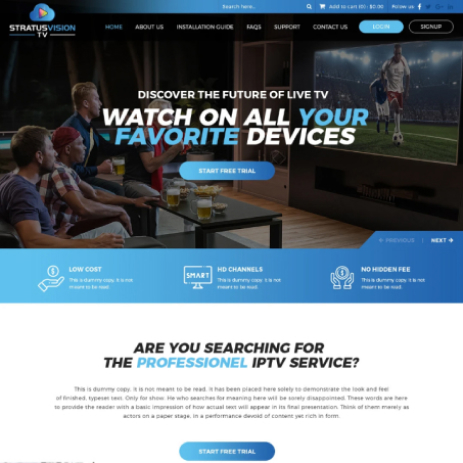 Search here...
Add to cart 00 - $0.00
Follow us
STRATUSVISION
TV
HOME
ABOUT US
INSTALLATION GUIDE
FAQS
SUPPORT
CONTACT US
LOGIN
SIGNUP
DISCOVER THE FUTURE OF LIVE TV
WATCH ON ALL YOUR
FAVORITE DEVICES
START FREE TRIAL
PREVIOUS
NEXT
LOW COST
This is dummy copy. It is not
meant to be read.
SMART
HD CHANNELS
This is dummy copy. It is not
meant to be read.
NO HIDDEN FEE
This is dummy copy. It is not
meant to be read.
ARE YOU SEARCHING FOR
THE PROFESSIONEL IPTV SERVICE?
This is dummy copy. It is not meant to be read. It has been placed here solely to demonstrate the look and feel
of finished, typeset text. Only for show. He who searches for meaning here will be sorely disappointed. These words are here
to provide the reader with a basic impression of how actual text will appear in its final presentation. Think of them merely as
actors on a paper stage, in a performance devoid of content yet rich in form.
START FREE TRIAL